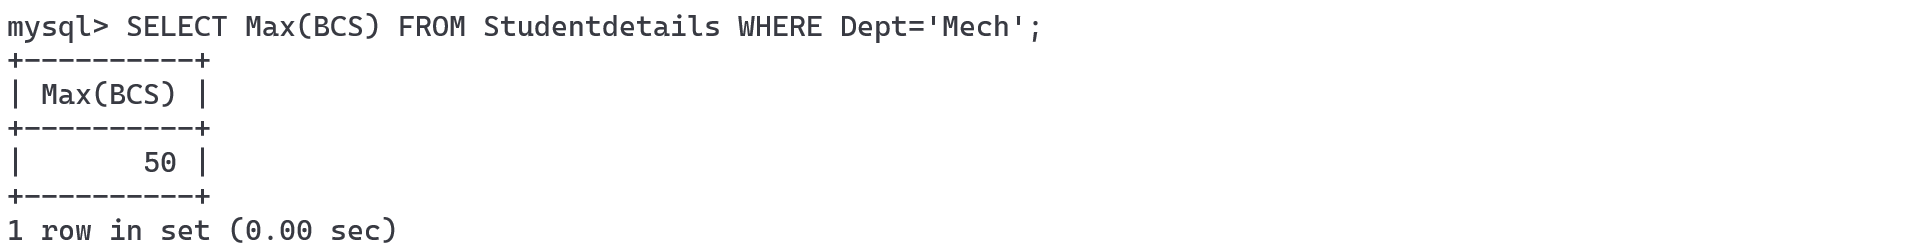 mysql> SELECT Max(BCS) FROM Studentdetails WHERE Dept='Mech';
+----------+
| Max(BCS) |
+----------+
|       50 |
+----------+
1 row in set (0.00 sec)